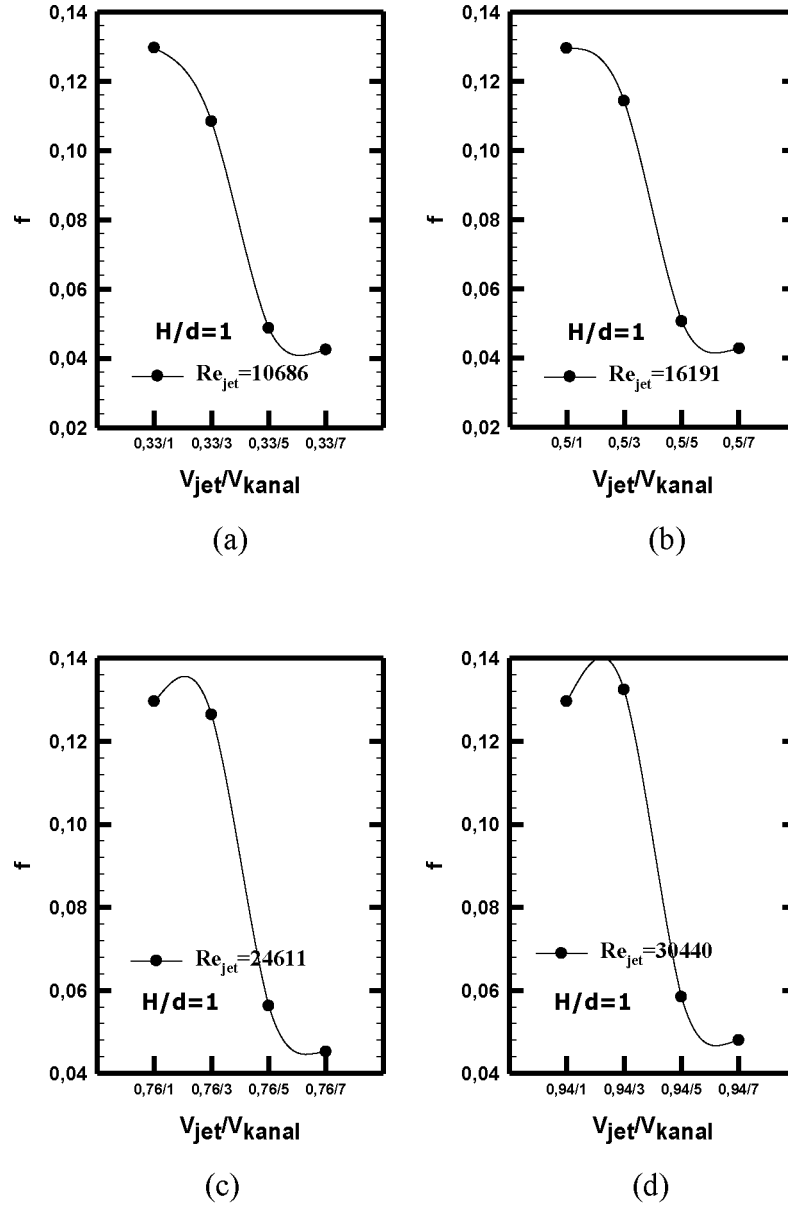 0,14
0,12
0,10
0,08
0,06
0,04
0,02
f
H/d=1
Re_jet=10686
0,33/1 0,33/3 0,33/5 0,33/7
V_jet/V_kanal
(a)
0,14
0,12
0,10
0,08
0,06
0,04
0,02
f
H/d=1
Re_jet=16191
0,5/1 0,5/3 0,5/5 0,5/7
V_jet/V_kanal
(b)
0,14
0,12
0,10
0,08
0,06
0,04
f
Re_jet=24611
H/d=1
0,76/1 0,76/3 0,76/5 0,76/7
V_jet/V_kanal
(c)
0,14
0,12
0,10
0,08
0,06
0,04
f
Re_jet=30440
H/d=1
0,94/1 0,94/3 0,94/5 0,94/7
V_jet/V_kanal
(d)